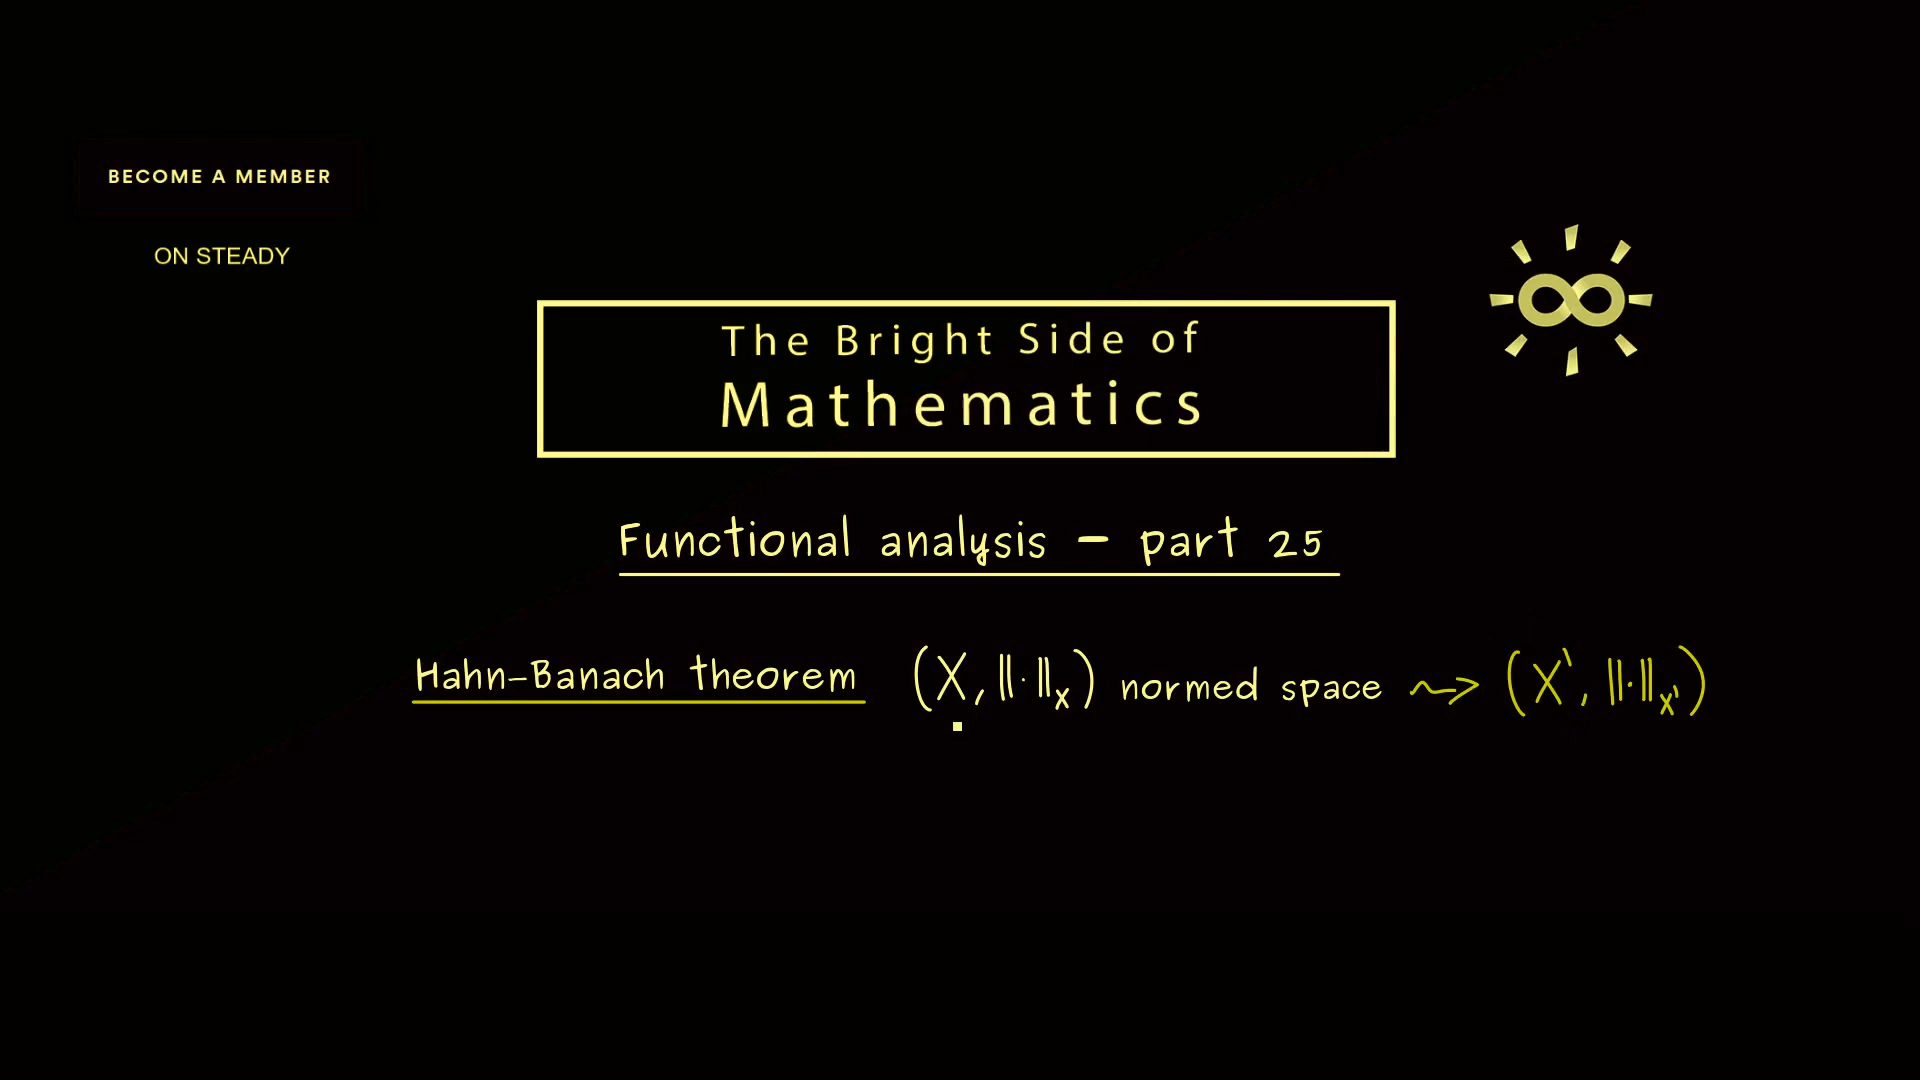 BECOME A MEMBER
ON STEADY
The Bright Side of
Mathematics
Functional analysis – part 25
Hahn-Banach theorem (X, ‖·‖ₓ) normed space ⇝ (X', ‖·‖ₓ')